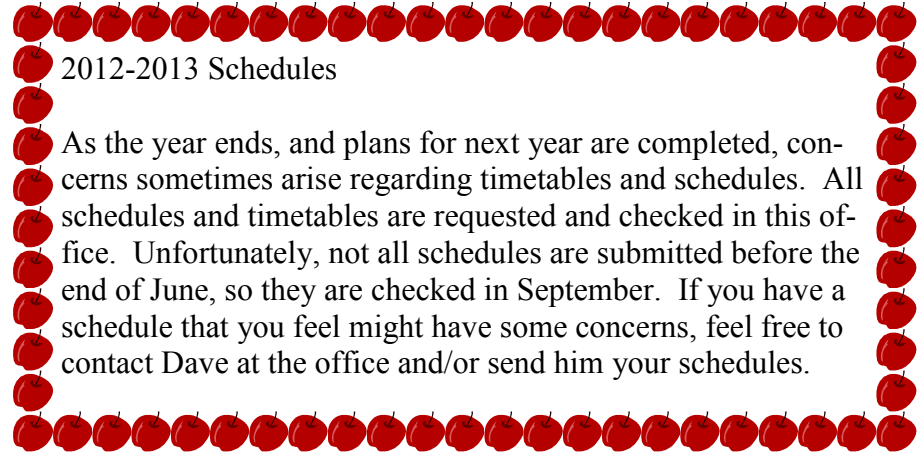 2012-2013 Schedules
As the year ends, and plans for next year are completed, con-
cerns sometimes arise regarding timetables and schedules.  All
schedules and timetables are requested and checked in this of-
fice.  Unfortunately, not all schedules are submitted before the
end of June, so they are checked in September.  If you have a
schedule that you feel might have some concerns, feel free to
contact Dave at the office and/or send him your schedules.